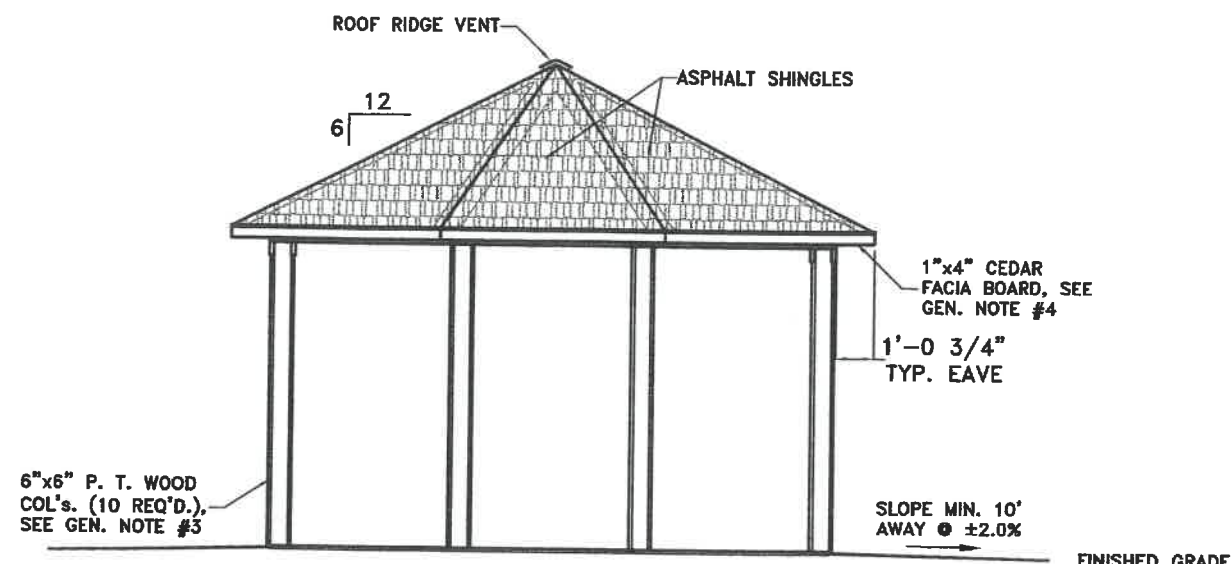 ROOF RIDGE VENT
ASPHALT SHINGLES
12
6
1"x4" CEDAR
FACIA BOARD, SEE
GEN. NOTE #4
1'-0 3/4"
TYP. EAVE
6"x6" P. T. WOOD
COL's. (10 REQ'D.),
SEE GEN. NOTE #3
SLOPE MIN. 10'
AWAY @ ±2.0%
FINISHED GRADE